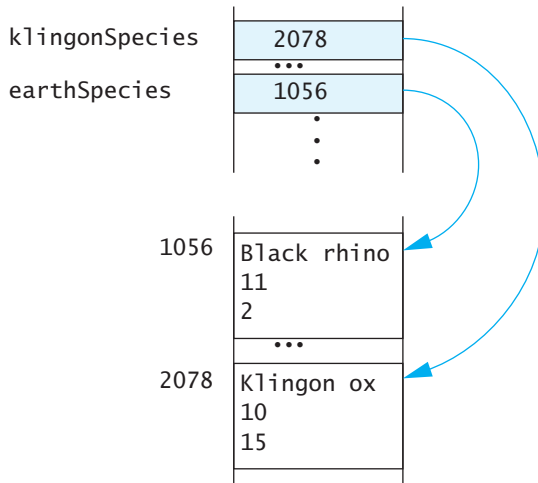 klingonSpecies 2078
•••
earthSpecies 1056
1056 Black rhino
11
2
•••
2078 Klingon ox
10
15